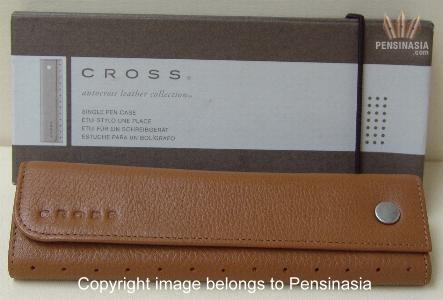 PENSINASIA
.com
CROSS®
autocross leather collection™
SINGLE PEN CASE
ETUI STYLO UNE PLACE
ETUI FÜR EIN SCHREIBGERÄT
ESTUCHE PARA UN BOLÍGRAFO
CROSS
Copyright image belongs to Pensinasia